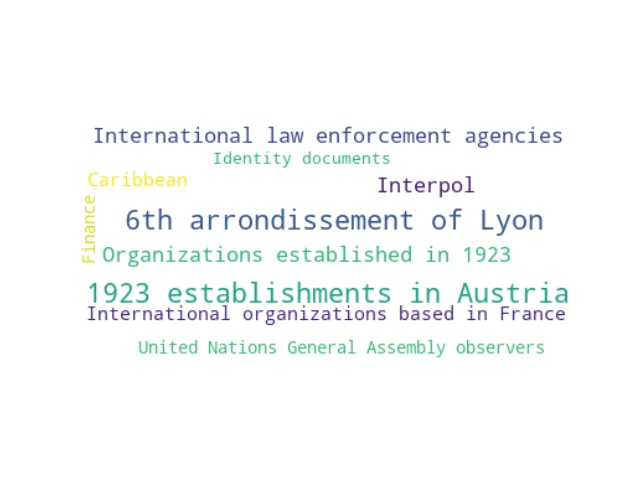 International law enforcement agencies
Identity documents
Caribbean
Interpol
Finance
6th arrondissement of Lyon
Organizations established in 1923
1923 establishments in Austria
International organizations based in France
United Nations General Assembly observers